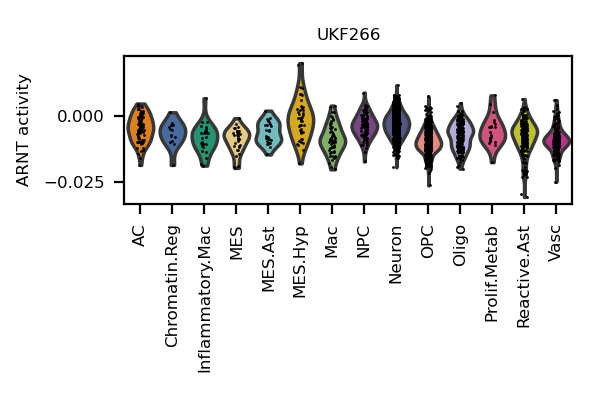 UKF266
ARNT activity
0.000
−0.025
AC
Chromatin.Reg
Inflammatory.Mac
MES
MES.Ast
MES.Hyp
Mac
NPC
Neuron
OPC
Oligo
Prolif.Metab
Reactive.Ast
Vasc